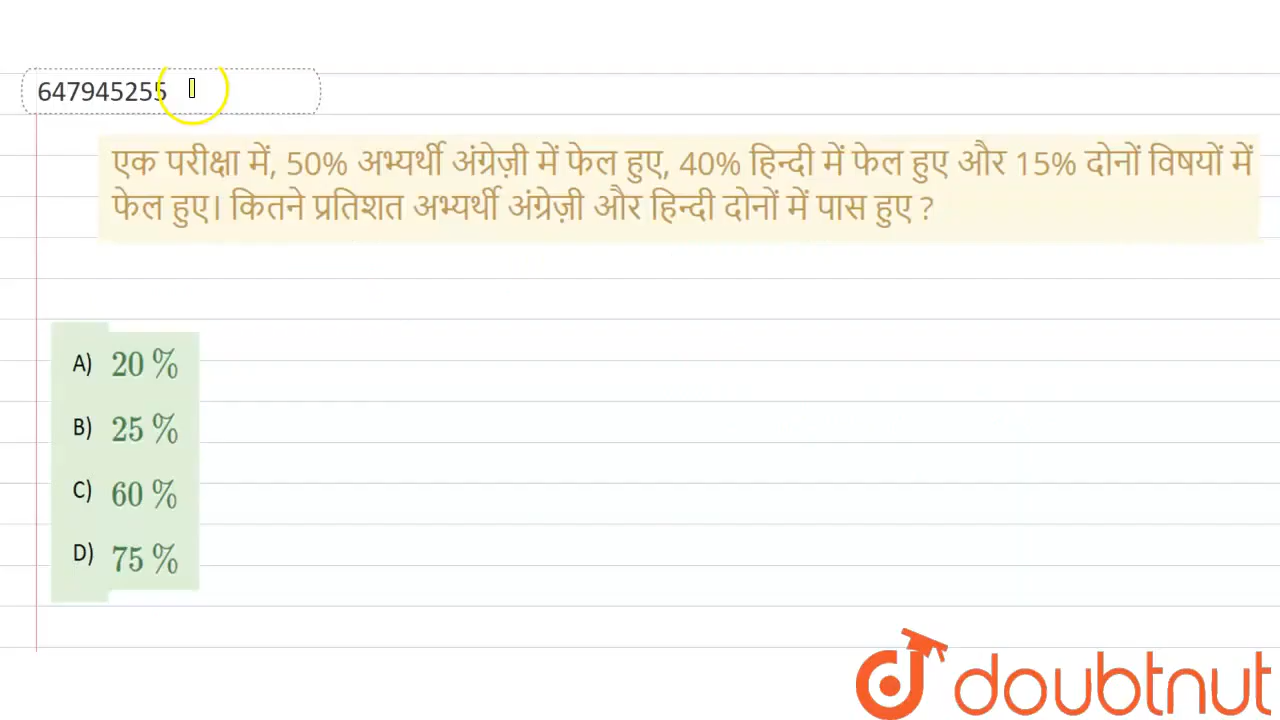 647945255
एक परीक्षा में, 50% अभ्यर्थी अंग्रेज़ी में फेल हुए, 40% हिन्दी में फेल हुए और 15% दोनों विषयों में
फेल हुए। कितने प्रतिशत अभ्यर्थी अंग्रेज़ी और हिन्दी दोनों में पास हुए ?
A) 20 %
B) 25 %
C) 60 %
D) 75 %
doubtnut